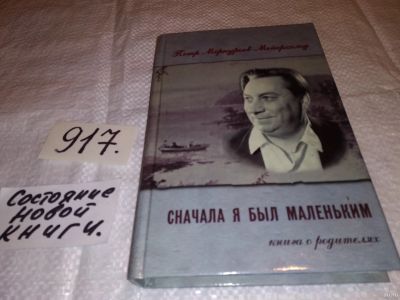 917.
Состояние
новой
книги.
Петр Меркурьев-Мейерхольд
СНАЧАЛА Я БЫЛ МАЛЕНЬКИМ
книга о родителях